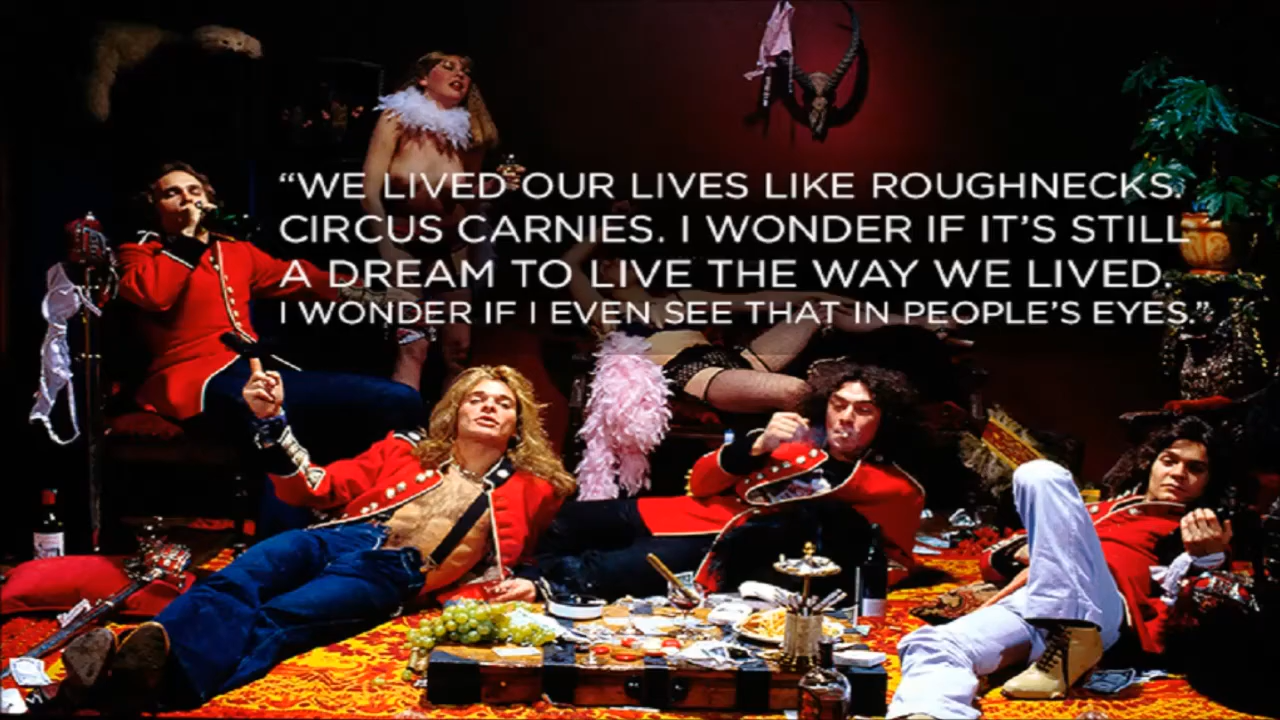 “WE LIVED OUR LIVES LIKE ROUGHNECKS.
CIRCUS CARNIES. I WONDER IF IT’S STILL
A DREAM TO LIVE THE WAY WE LIVED.
I WONDER IF I EVEN SEE THAT IN PEOPLE’S EYES.”